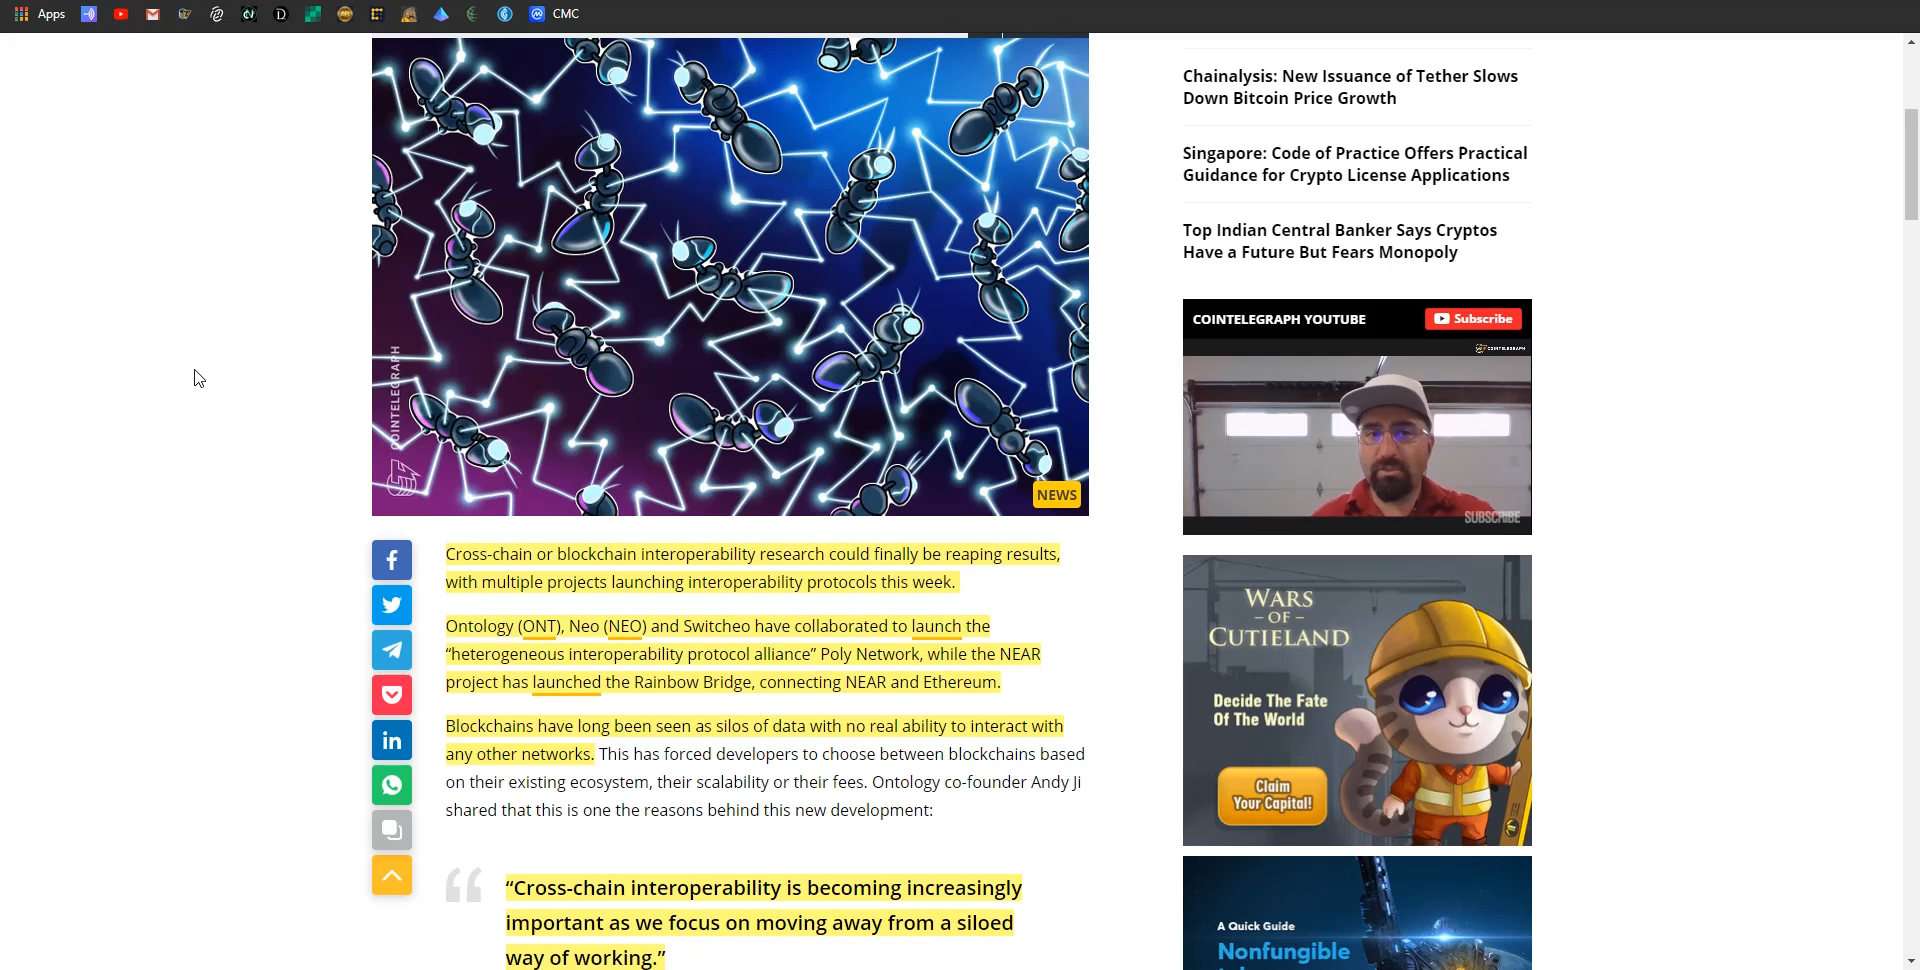 Apps
CMC
COINTELEGRAPH
NEWS
Cross-chain or blockchain interoperability research could finally be reaping results,
with multiple projects launching interoperability protocols this week.
Ontology (ONT), Neo (NEO) and Switcheo have collaborated to launch the
“heterogeneous interoperability protocol alliance” Poly Network, while the NEAR
project has launched the Rainbow Bridge, connecting NEAR and Ethereum.
Blockchains have long been seen as silos of data with no real ability to interact with
any other networks. This has forced developers to choose between blockchains based
on their existing ecosystem, their scalability or their fees. Ontology co-founder Andy Ji
shared that this is one the reasons behind this new development:
“Cross-chain interoperability is becoming increasingly
important as we focus on moving away from a siloed
way of working.”
Chainalysis: New Issuance of Tether Slows
Down Bitcoin Price Growth
Singapore: Code of Practice Offers Practical
Guidance for Crypto License Applications
Top Indian Central Banker Says Cryptos
Have a Future But Fears Monopoly
COINTELEGRAPH YOUTUBE
Subscribe
COINTELEGRAPH
SUBSCRIBE
WARS
-OF-
CUTIELAND
Decide The Fate
Of The World
Claim
Your Capital!
A Quick Guide
Nonfungible